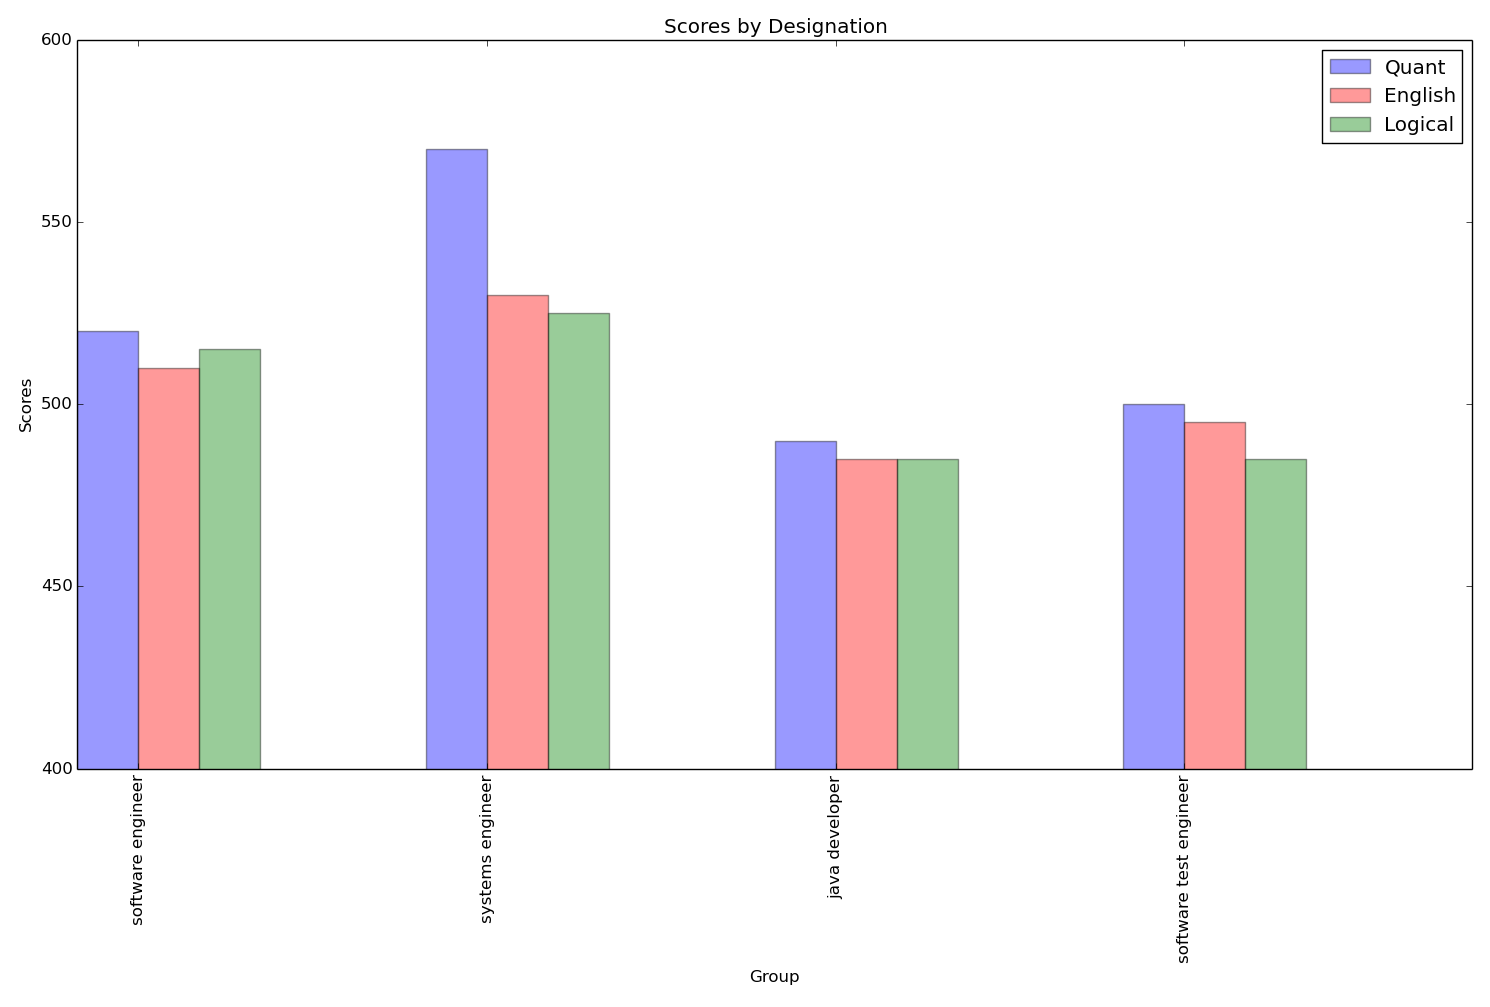 Scores by Designation
600
550
500
450
400
Scores
Quant
English
Logical
software engineer
systems engineer
java developer
software test engineer
Group